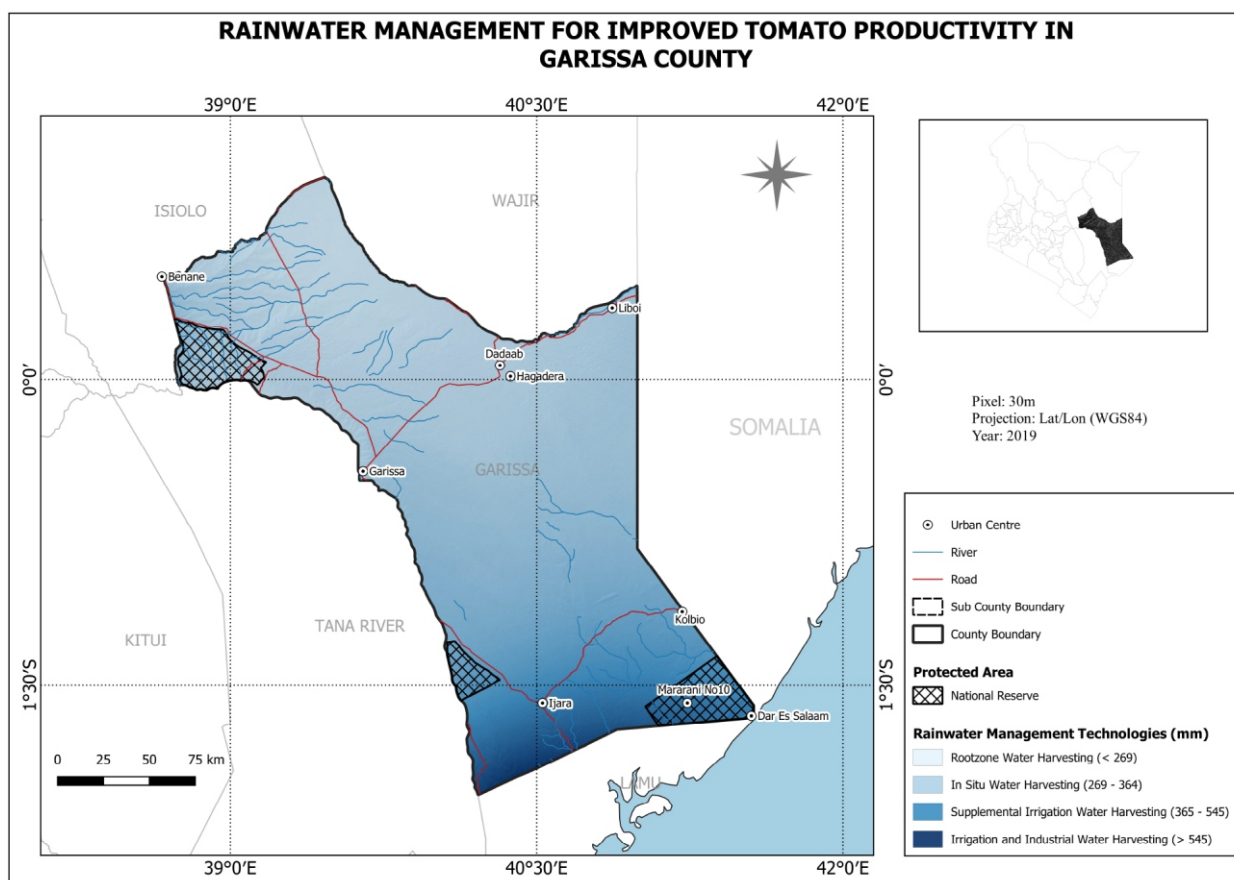 RAINWATER MANAGEMENT FOR IMPROVED TOMATO PRODUCTIVITY IN
GARISSA COUNTY
39°0'E
40°30'E
42°0'E
ISIOLO
WAJIR
Benane
Liboi
Dadaab
Hagadera
0°0'
0°0'
SOMALIA
Garissa
GARISSA
TANA RIVER
KITUI
Kolbio
1°30'S
1°30'S
Mararani No10
Ijara
Dar Es Salaam
0 25 50 75 km
LAMU
39°0'E
40°30'E
42°0'E
Pixel: 30m
Projection: Lat/Lon (WGS84)
Year: 2019
Urban Centre
River
Road
Sub County Boundary
County Boundary
Protected Area
National Reserve
Rainwater Management Technologies (mm)
Rootzone Water Harvesting (< 269)
In Situ Water Harvesting (269 - 364)
Supplemental Irrigation Water Harvesting (365 - 545)
Irrigation and Industrial Water Harvesting (> 545)